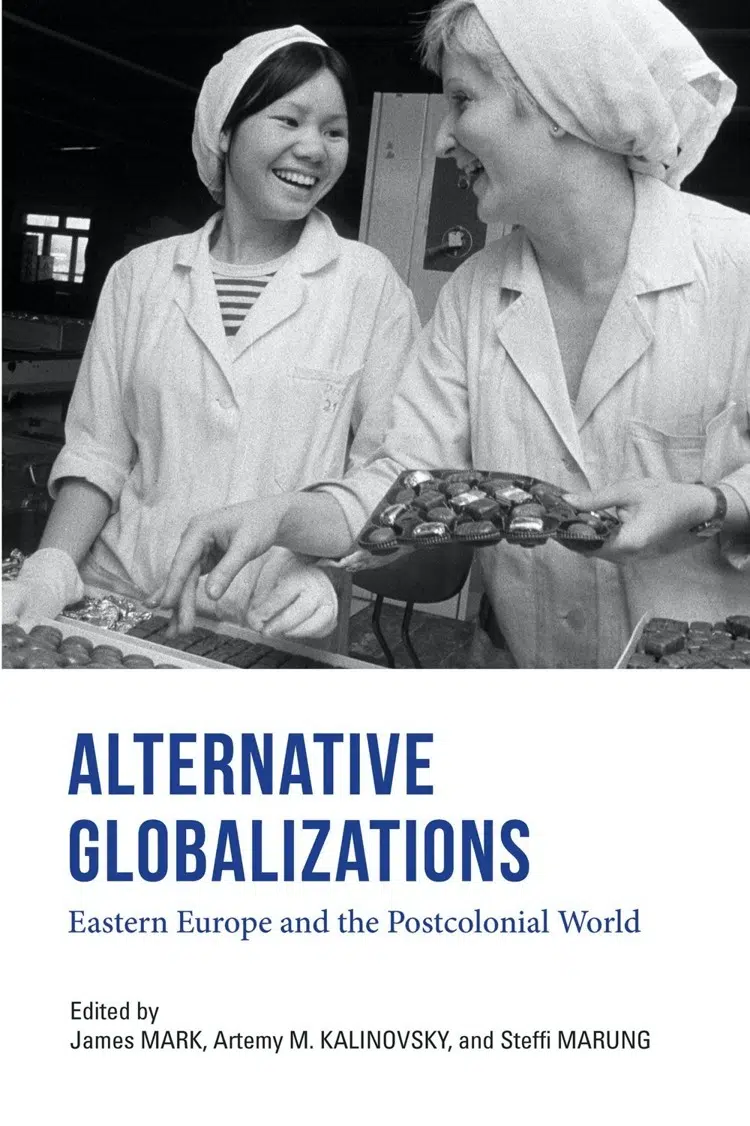 ALTERNATIVE
GLOBALIZATIONS
Eastern Europe and the Postcolonial World
Edited by
James MARK, Artemy M. KALINOVSKY, and Steffi MARUNG